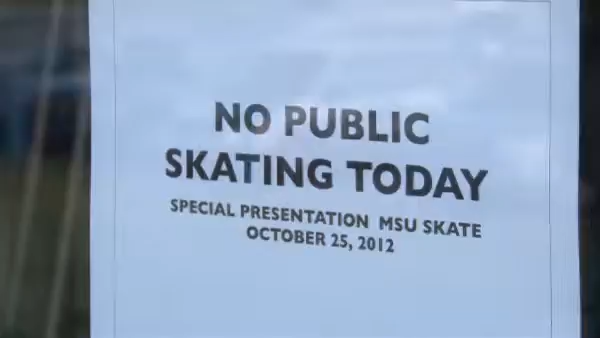 NO PUBLIC
SKATING TODAY
SPECIAL PRESENTATION MSU SKATE
OCTOBER 25, 2012